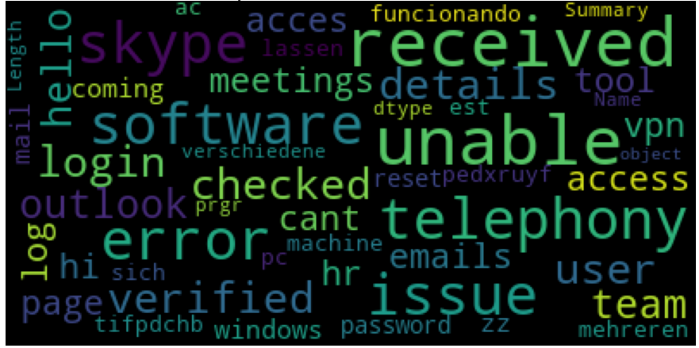 ac
funcionando
Summary
Length
hello
skype
acces
lassen
received
coming
meetings
details
tool
Name
mail
software
dtype
est
unable
vpn
login
verschiedene
object
checked
reset
pedxruyf
access
outlook
prgr
cant
telephony
log
error
machine
emails
hi
sich
pc
hr
user
page
verified
issue
team
tifpdchb
windows
password
zz
mehreren